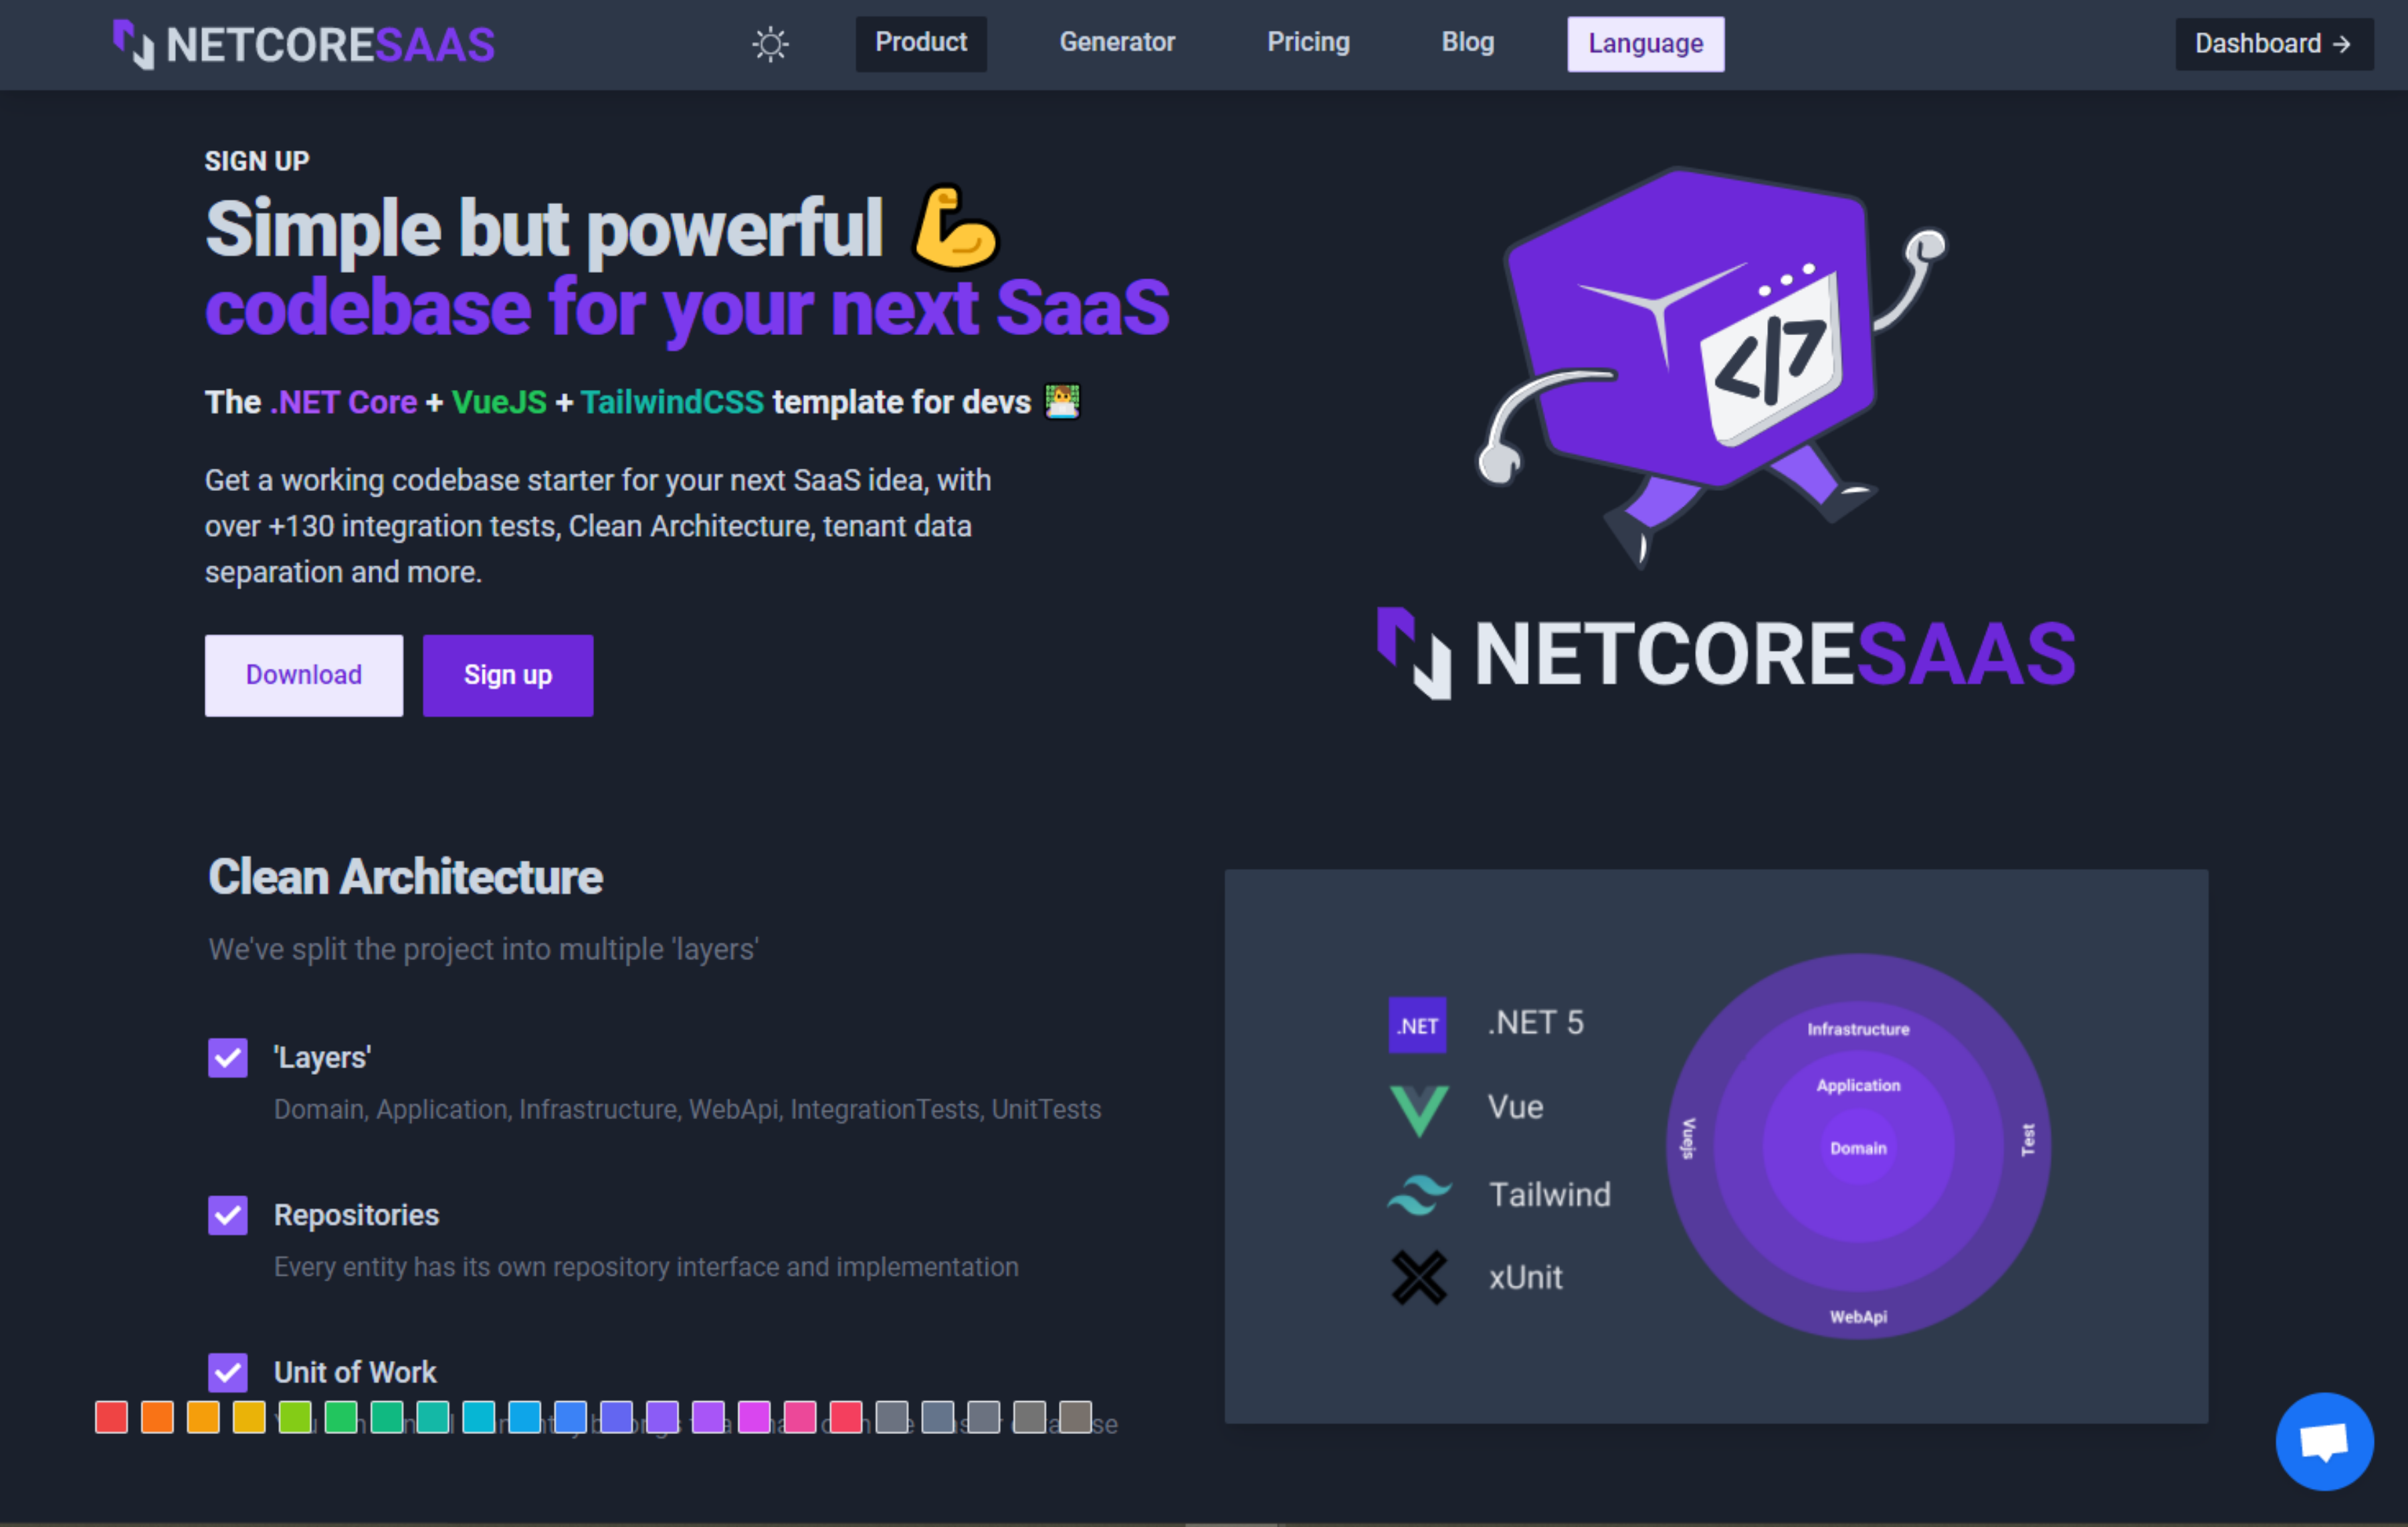 NETCORESAAS
Product
Generator
Pricing
Blog
Language
Dashboard →
SIGN UP
Simple but powerful 💪
codebase for your next SaaS
The .NET Core + VueJS + TailwindCSS template for devs 👨‍💻
Get a working codebase starter for your next SaaS idea, with
over +130 integration tests, Clean Architecture, tenant data
separation and more.
Download
Sign up
</>
NETCORESAAS
Clean Architecture
We've split the project into multiple 'layers'
'Layers'
Domain, Application, Infrastructure, WebApi, IntegrationTests, UnitTests
Repositories
Every entity has its own repository interface and implementation
Unit of Work
.NET
.NET 5
Vue
Tailwind
xUnit
Infrastructure
Application
Domain
Vuejs
Test
WebApi